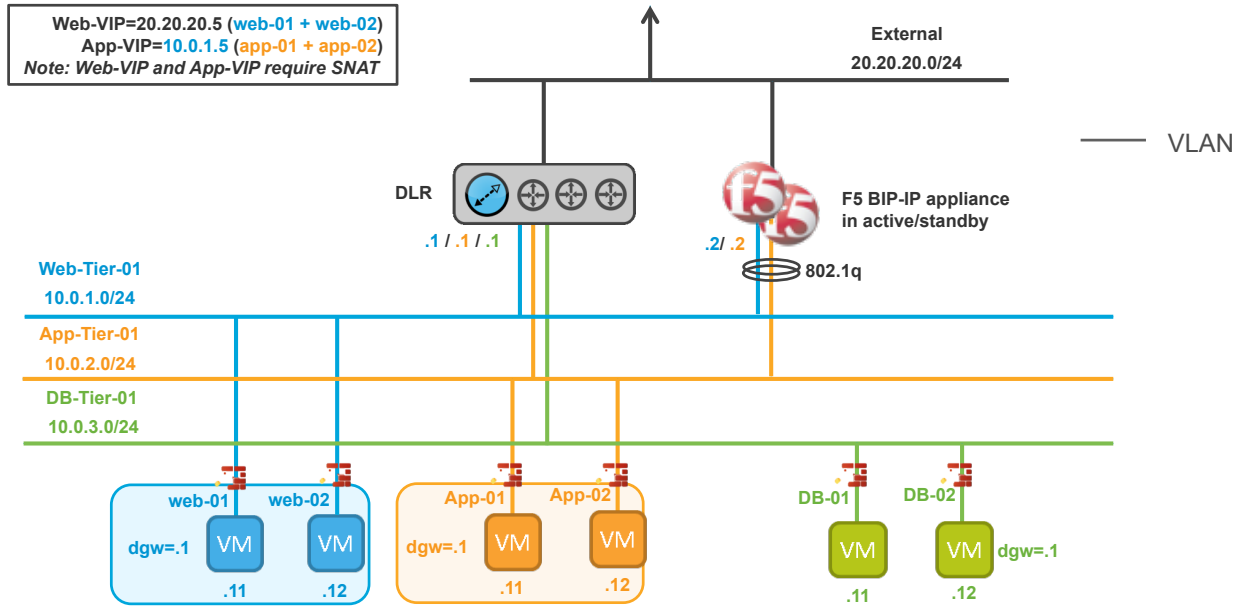 Web-VIP=20.20.20.5 (web-01 + web-02)
App-VIP=10.0.1.5 (app-01 + app-02)
Note: Web-VIP and App-VIP require SNAT
External
20.20.20.0/24
VLAN
DLR
f5
f5
F5 BIP-IP appliance
in active/standby
.1 / .1 / .1
.2/ .2
802.1q
Web-Tier-01
10.0.1.0/24
App-Tier-01
10.0.2.0/24
DB-Tier-01
10.0.3.0/24
web-01
web-02
App-01
App-02
DB-01
DB-02
dgw=.1
VM
VM
dgw=.1
VM
VM
VM
VM
dgw=.1
.11
.12
.11
.12
.11
.12